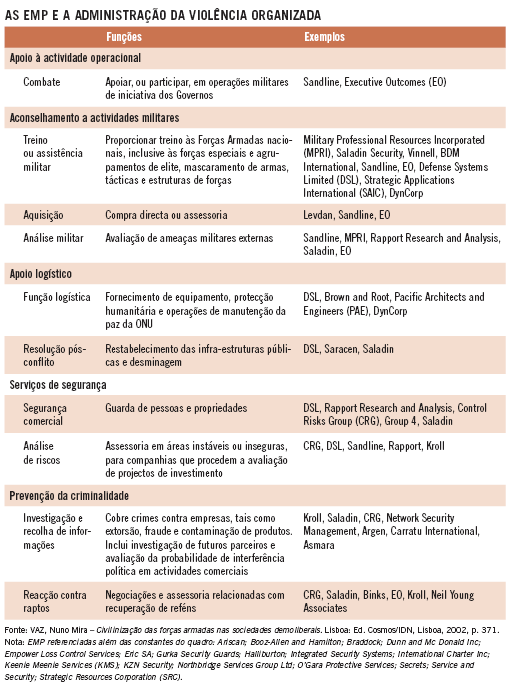 AS EMP E A ADMINISTRAÇÃO DA VIOLÊNCIA ORGANIZADA
Funções Exemplos
Apoio à actividade operacional
Combate
Apoiar, ou participar, em operações militares
de iniciativa dos Governos
Sandline, Executive Outcomes (EO)
Aconselhamento a actividades militares
Treino
ou assistência
militar
Proporcionar treino às Forças Armadas nacio-
nais, inclusive às forças especiais e agru-
pamentos de elite, mascaramento de armas,
tácticas e estruturas de forças
Military Professional Resources Incorporated
(MPRI), Saladin Security, Vinnell, BDM
International, Sandline, EO, Defense Systems
Limited (DSL), Strategic Applications
International (SAIC), DynCorp
Aquisição
Compra directa ou assessoria
Levdan, Sandline, EO
Análise militar
Avaliação de ameaças militares externas
Sandline, MPRI, Rapport Research and Analysis,
Saladin, EO
Apoio logístico
Função logística
Fornecimento de equipamento, protecção
humanitária e operações de manutenção da
paz da ONU
DSL, Brown and Root, Pacific Architects and
Engineers (PAE), DynCorp
Resolução pós-
conflito
Restabelecimento das infra-estruturas públi-
cas e desminagem
DSL, Saracen, Saladin
Serviços de segurança
Segurança
comercial
Guarda de pessoas e propriedades
DSL, Rapport Research and Analysis, Control
Risks Group (CRG), Group 4, Saladin
Análise
de riscos
Assessoria em áreas instáveis ou inseguras,
para companhias que procedem a avaliação
de projectos de investimento
CRG, DSL, Sandline, Rapport, Kroll
Prevenção da criminalidade
Investigação e
recolha de infor-
mações
Cobre crimes contra empresas, tais como
extorsão, fraude e contaminação de produtos.
Inclui investigação de futuros parceiros e
avaliação da probabilidade de interferência
política em actividades comerciais
Kroll, Saladin, CRG, Network Security
Management, Argen, Carratu International,
Asmara
Reacção contra
raptos
Negociações e assessoria relacionadas com
recuperação de reféns
CRG, Saladin, Binks, EO, Kroll, Neil Young
Associates
Fonte: VAZ, Nuno Mira – Civilinização das forças armadas nas sociedades demoliberais. Lisboa: Ed. Cosmos/IDN, Lisboa, 2002, p. 371.
Nota: EMP referenciadas além das constantes do quadro: Ariscan; Booz-Allen and Hamilton; Braddock; Dunn and Mc Donald Inc;
Empower Loss Control Services; Eric SA; Gurka Security Guards; Halliburton; Integrated Security Systems; International Charter Inc;
Keenie Meenie Services (KMS); KZN Security; Northbridge Services Group Ltd; O'Gara Protective Services; Secrets; Service and
Security; Strategic Resources Corporation (SRC).